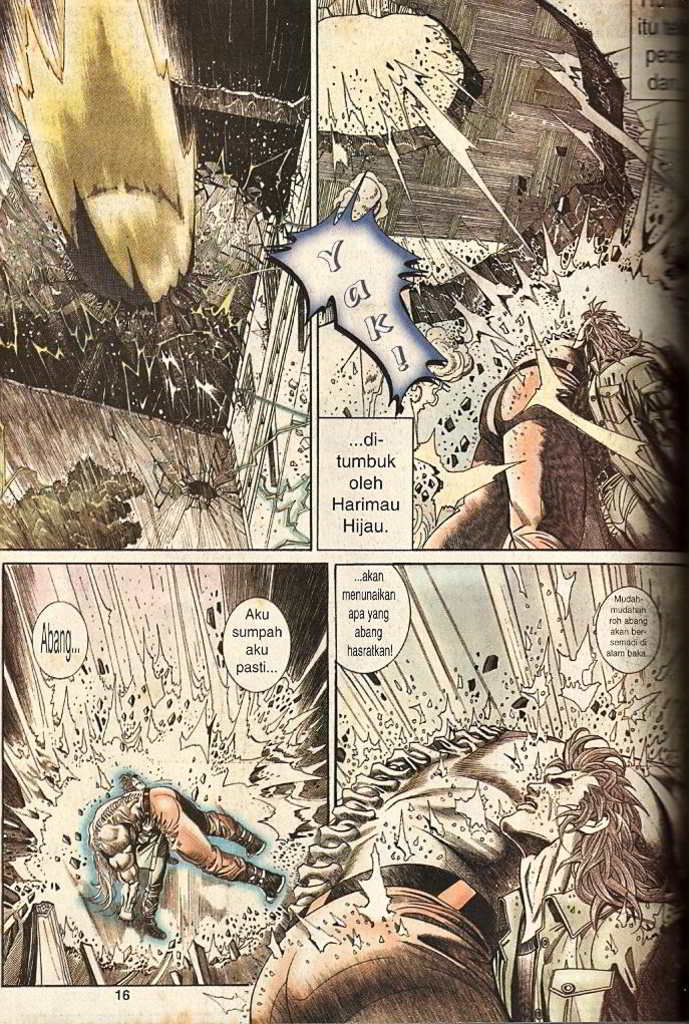 itu
Yak!
...di-
tumbuk
oleh
Harimau
Hijau.
Abang...
Aku
sumpah
aku
pasti...
...akan
menunaikan
apa yang
abang
hasratkan!
Mudah-
mudahan
roh abang
akan ber-
semadi di
alam baka...
16